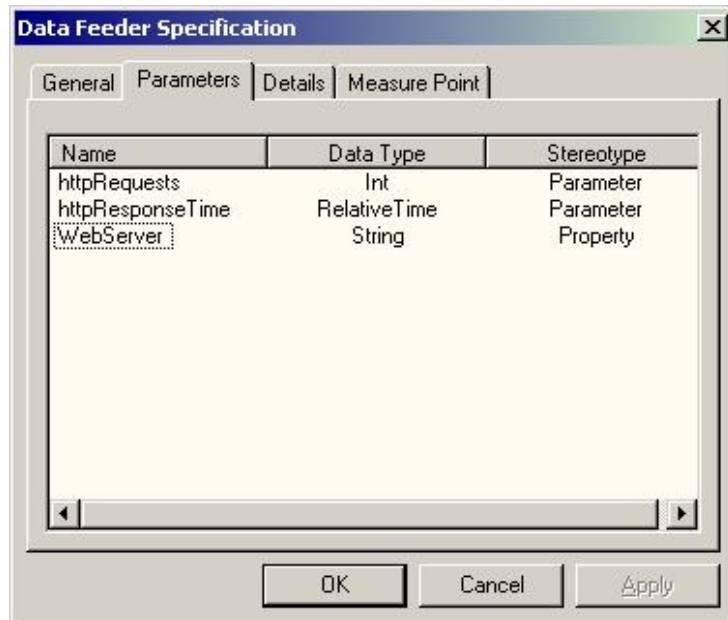 Data Feeder Specification
General Parameters Details Measure Point
Name Data Type Stereotype
httpRequests Int Parameter
httpResponseTime RelativeTime Parameter
WebServer String Property
OK Cancel Apply